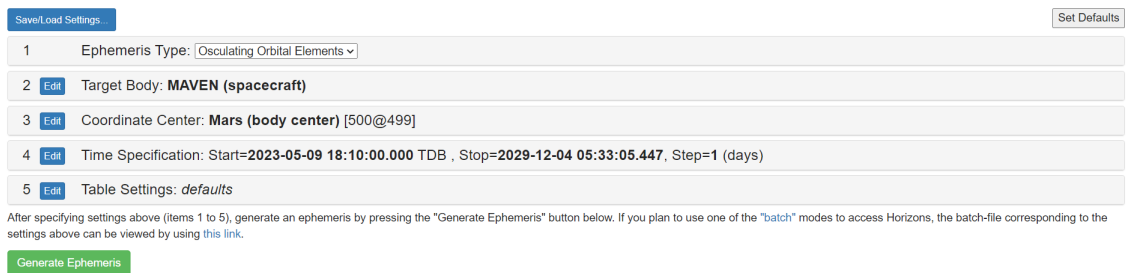 Save/Load Settings...
Set Defaults
1 Ephemeris Type: Osculating Orbital Elements
2 Edit Target Body: MAVEN (spacecraft)
3 Edit Coordinate Center: Mars (body center) [500@499]
4 Edit Time Specification: Start=2023-05-09 18:10:00.000 TDB , Stop=2029-12-04 05:33:05.447, Step=1 (days)
5 Edit Table Settings: defaults
After specifying settings above (items 1 to 5), generate an ephemeris by pressing the "Generate Ephemeris" button below. If you plan to use one of the "batch" modes to access Horizons, the batch-file corresponding to the
settings above can be viewed by using this link.
Generate Ephemeris